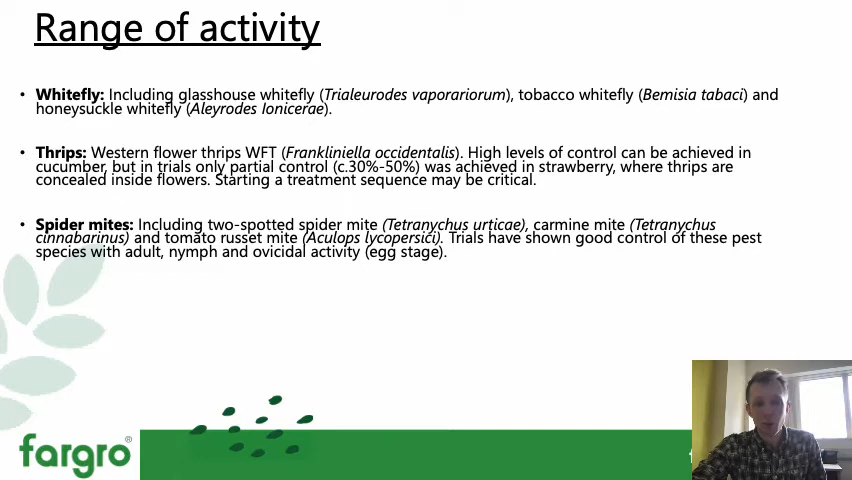 Range of activity
• Whitefly: Including glasshouse whitefly (Trialeurodes vaporariorum), tobacco whitefly (Bemisia tabaci) and
honeysuckle whitefly (Aleyrodes lonicerae).
• Thrips: Western flower thrips WFT (Frankliniella occidentalis). High levels of control can be achieved in
cucumber, but in trials only partial control (c.30%-50%) was achieved in strawberry, where thrips are
concealed inside flowers. Starting a treatment sequence may be critical.
• Spider mites: Including two-spotted spider mite (Tetranychus urticae), carmine mite (Tetranychus
cinnabarinus) and tomato russet mite (Aculops lycopersici). Trials have shown good control of these pest
species with adult, nymph and ovicidal activity (egg stage).
fargro®